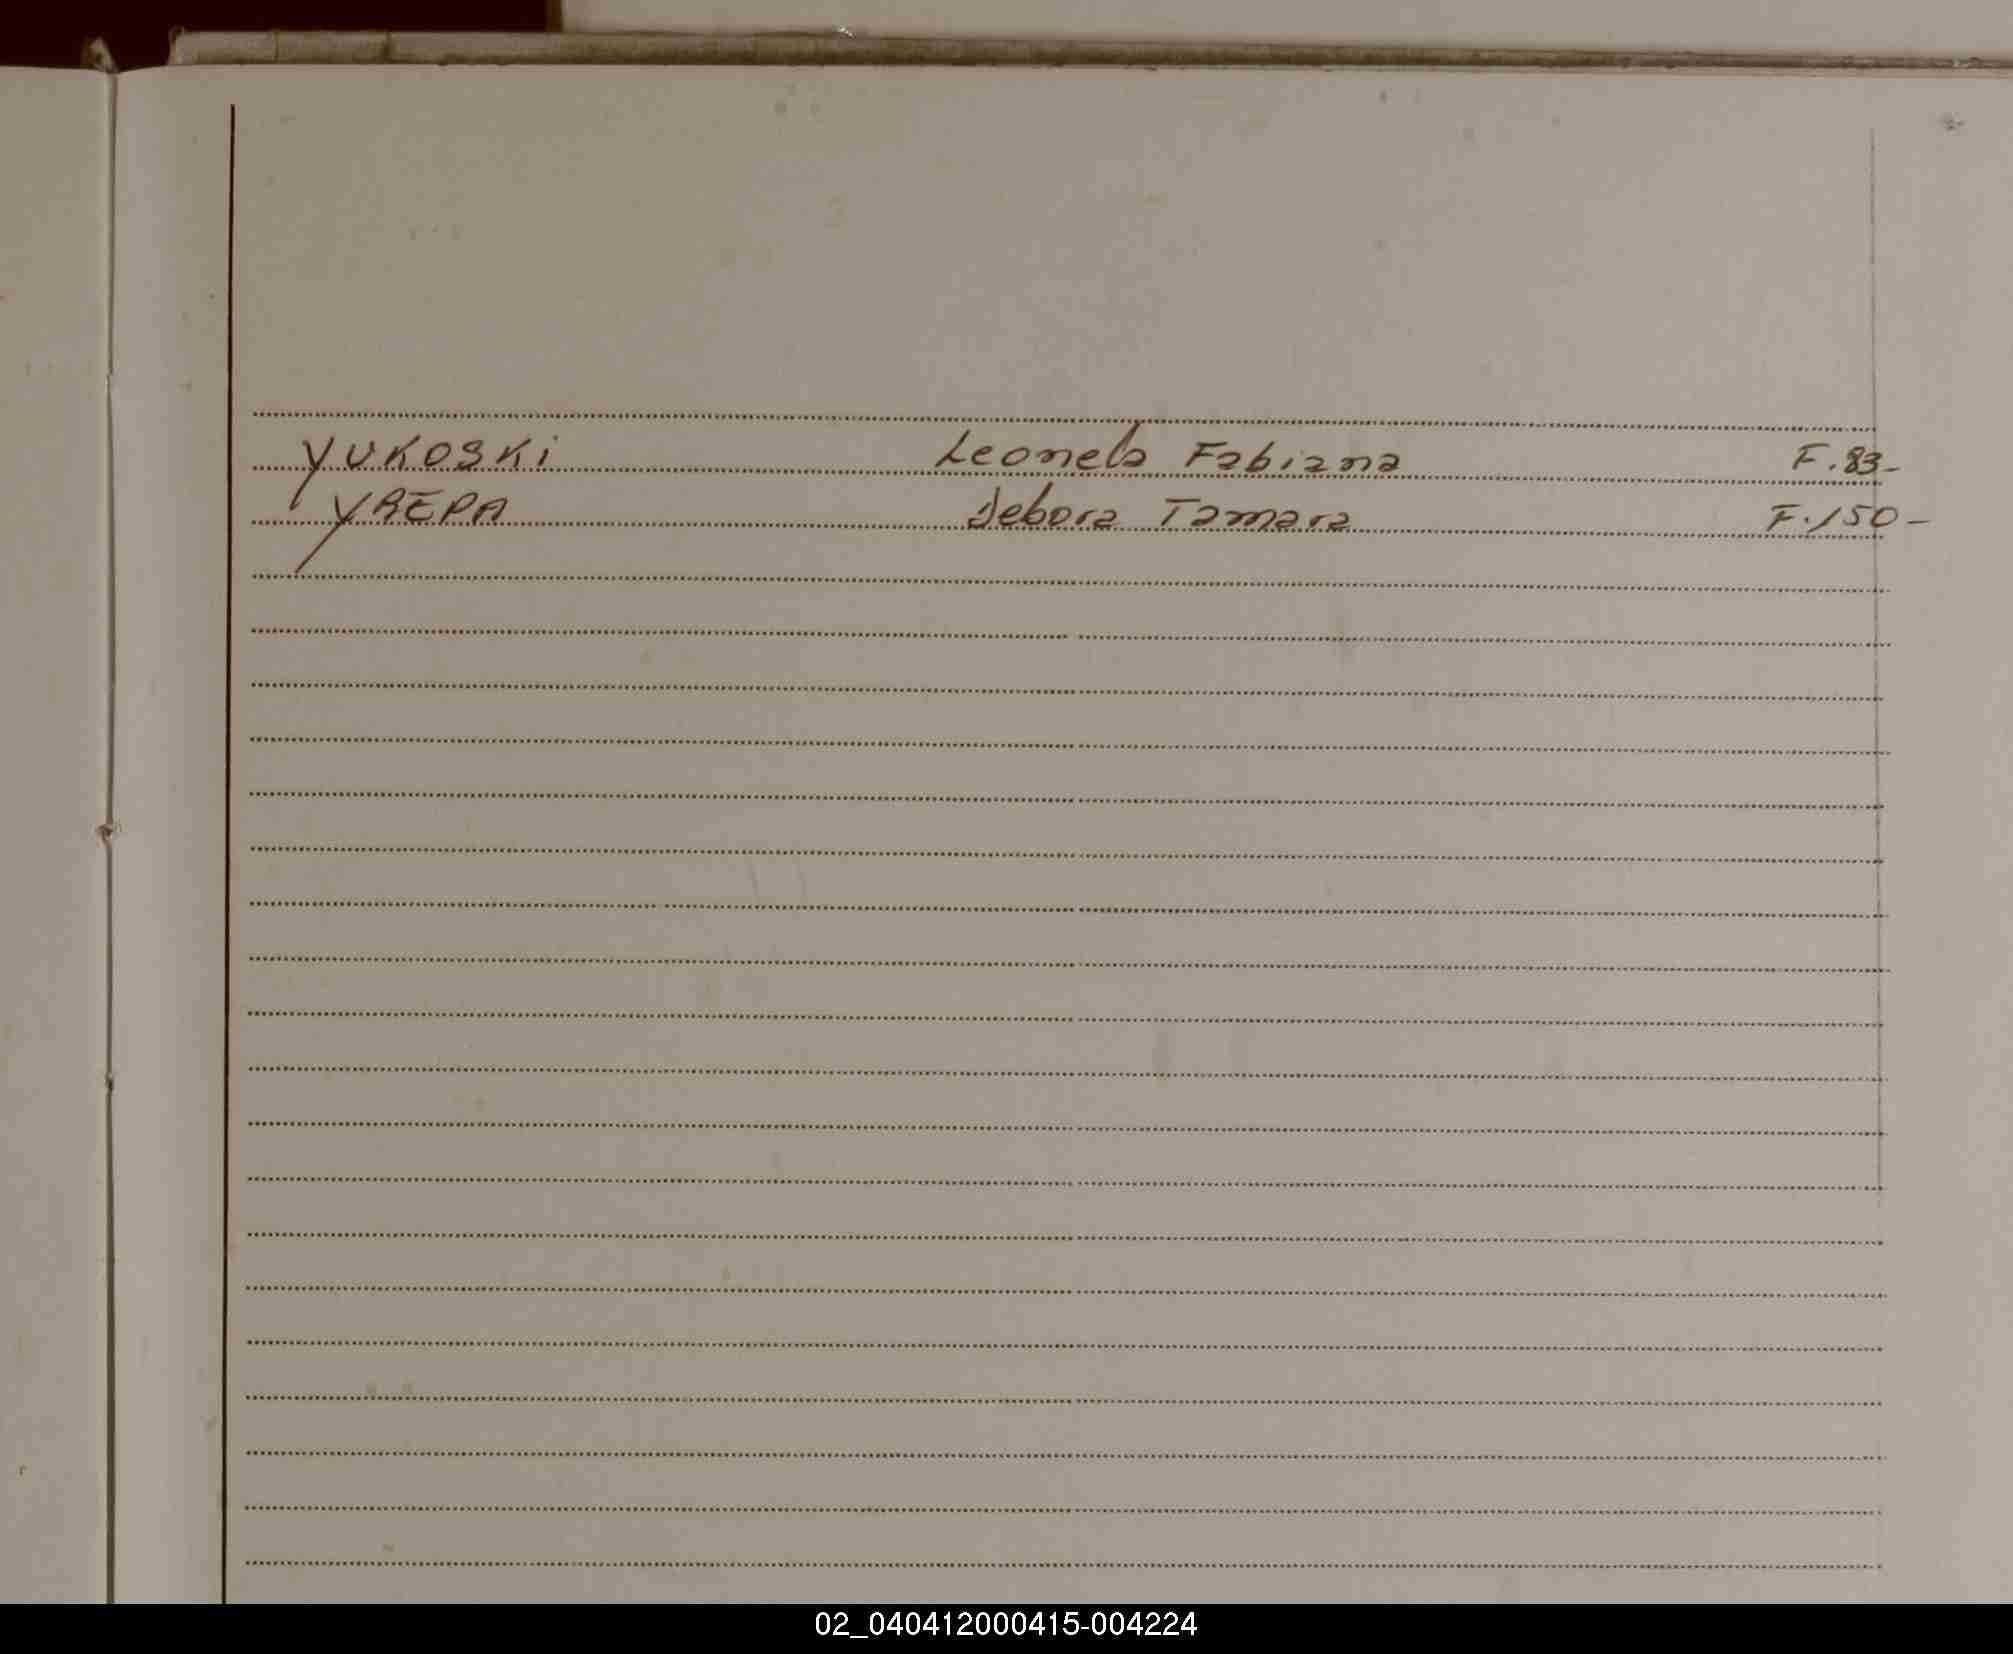 YUKOSKi Leonela Fabiana F. 83-
YREPA Debora Tamara F. 150-
02_040412000415-004224